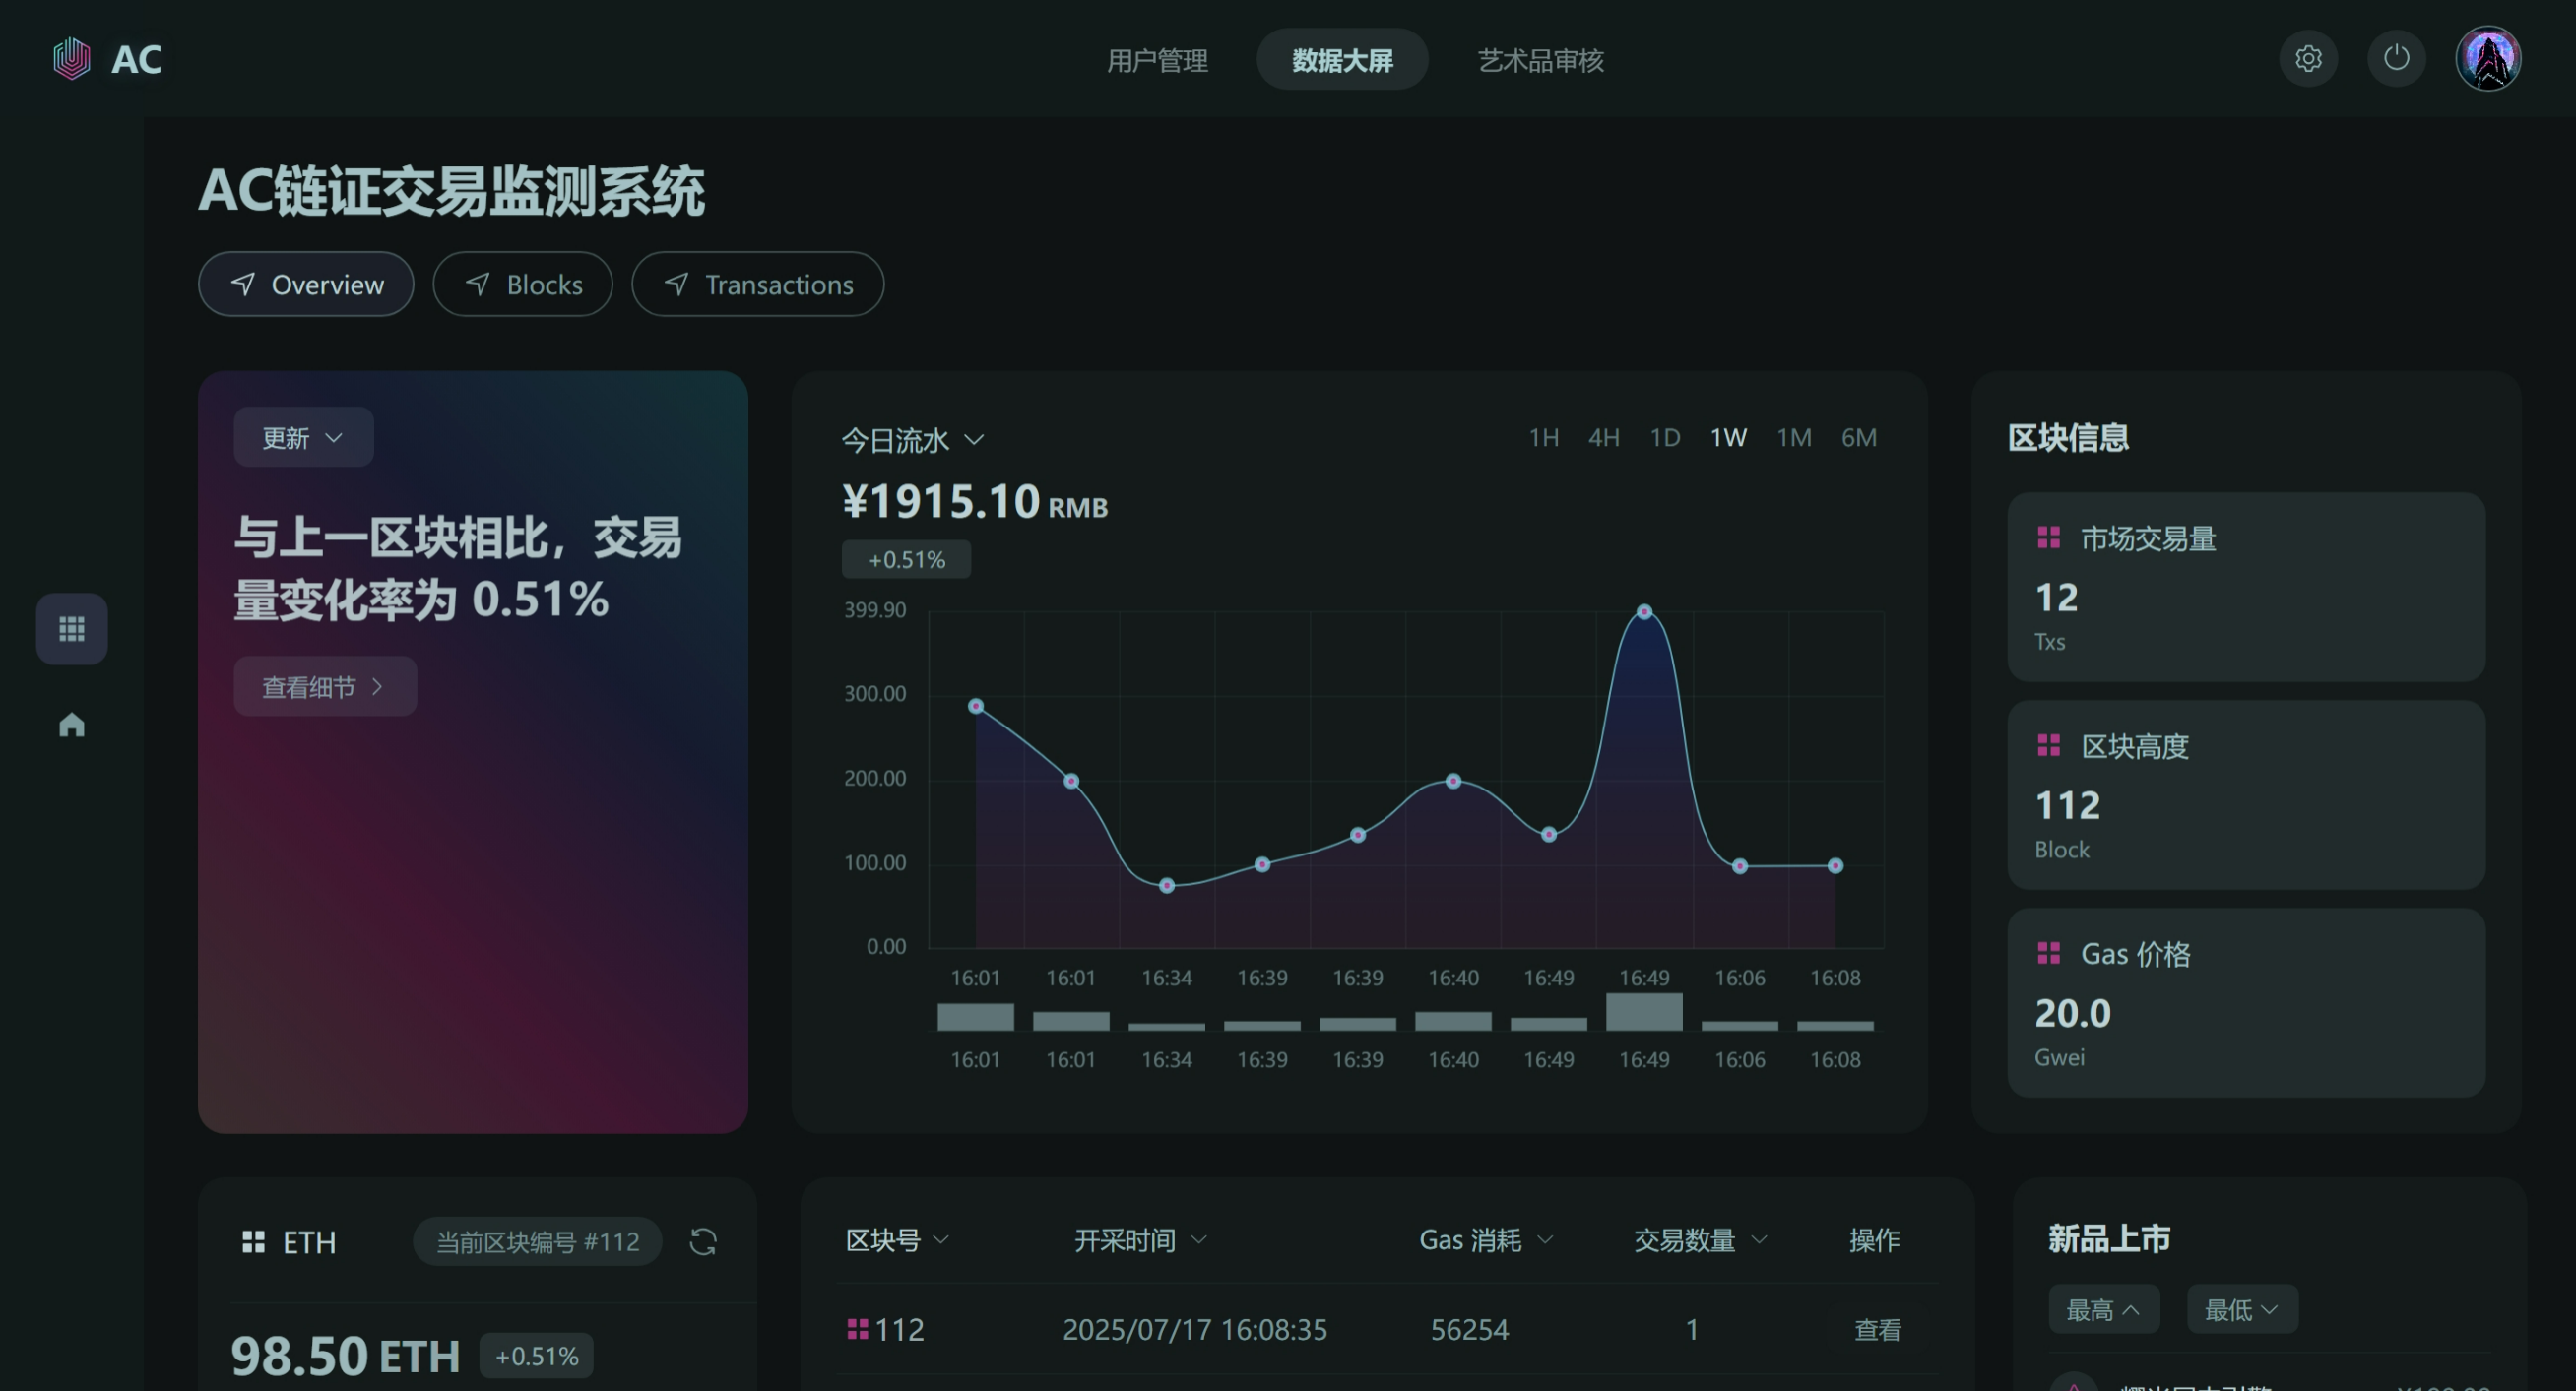 AC
用户管理
数据大屏
艺术品审核
AC链证交易监测系统
Overview
Blocks
Transactions
更新
与上一区块相比，交易
量变化率为 0.51%
查看细节
今日流水
1H 4H 1D 1W 1M 6M
¥1915.10 RMB
+0.51%
399.90
300.00
200.00
100.00
0.00
16:01 16:01 16:34 16:39 16:39 16:40 16:49 16:49 16:06 16:08
16:01 16:01 16:34 16:39 16:39 16:40 16:49 16:49 16:06 16:08
区块信息
市场交易量
12
Txs
区块高度
112
Block
Gas 价格
20.0
Gwei
ETH
当前区块编号 #112
98.50 ETH +0.51%
区块号 开采时间 Gas 消耗 交易数量 操作
112 2025/07/17 16:08:35 56254 1 查看
新品上市
最高 最低